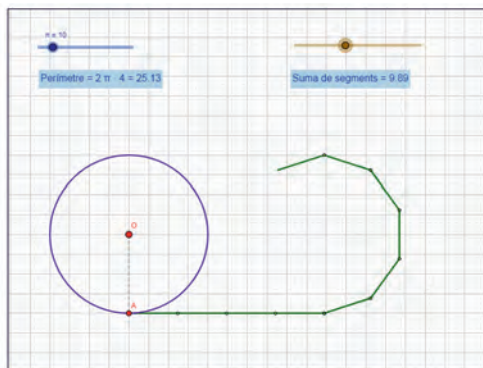 n = 10
Perímetre = 2 π · 4 = 25.13
Suma de segments = 9.89
O
A